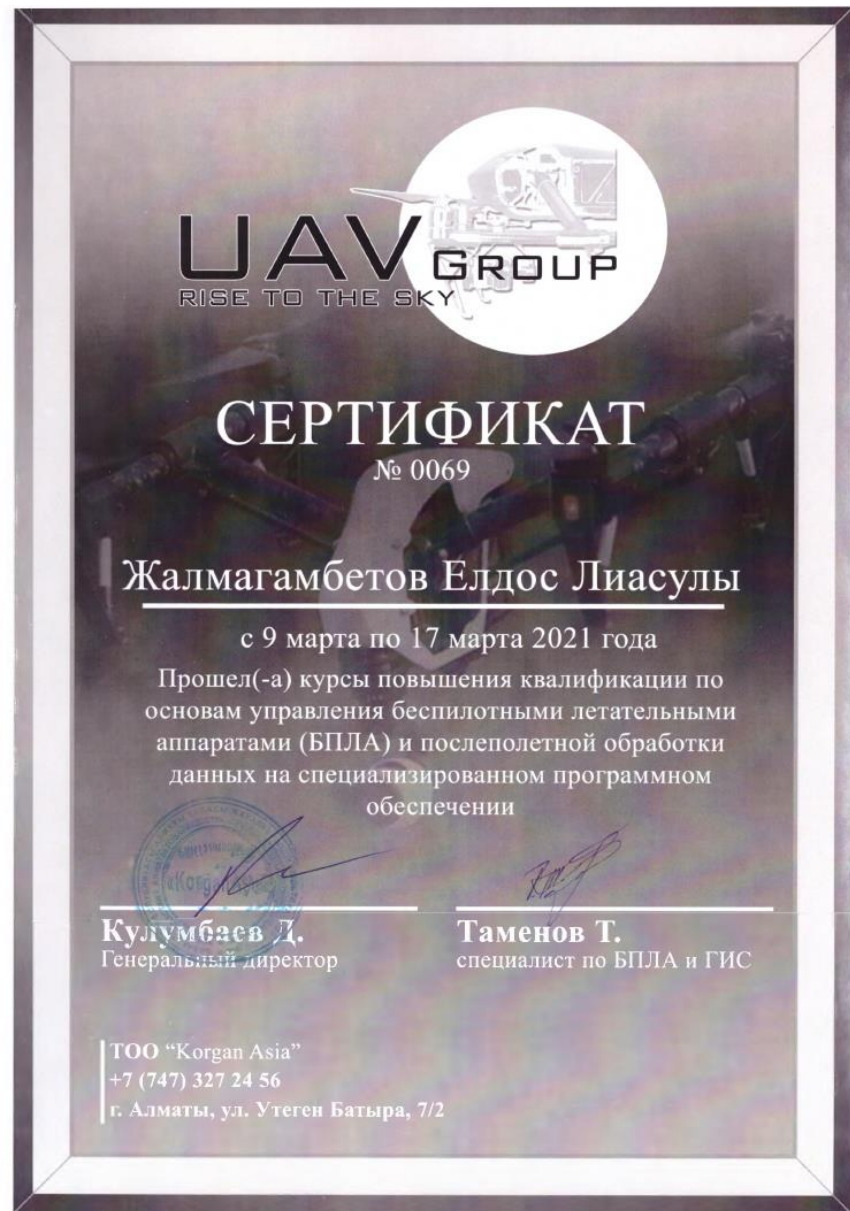 UAV GROUP
RISE TO THE SKY
СЕРТИФИКАТ
№ 0069
Жалмагамбетов Елдос Лиасулы
с 9 марта по 17 марта 2021 года
Прошел(-а) курсы повышения квалификации по
основам управления беспилотными летательными
аппаратами (БПЛА) и послеполетной обработки
данных на специализированном программном
обеспечении
Кулумбаев Д.
Генеральный директор
Таменов Т.
специалист по БПЛА и ГИС
ТОО “Korgan Asia”
+7 (747) 327 24 56
г. Алматы, ул. Утеген Батыра, 7/2